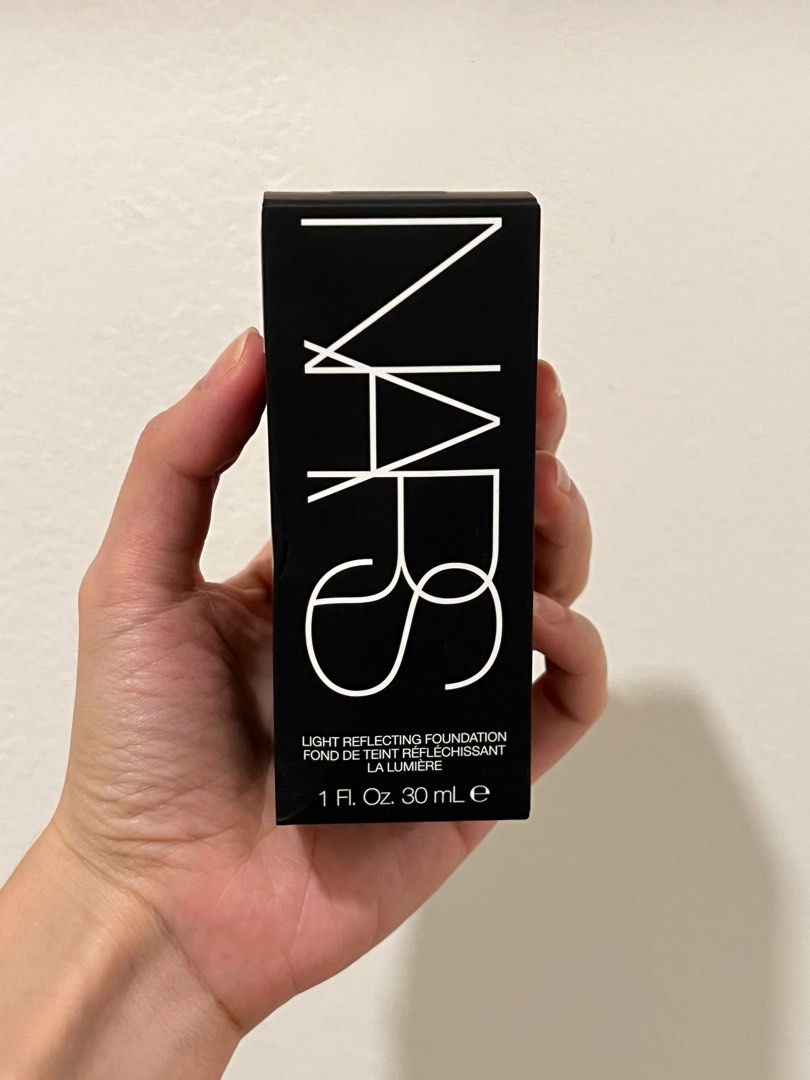 NARS
LIGHT REFLECTING FOUNDATION
FOND DE TEINT RÉFLÉCHISSANT
LA LUMIÈRE
1 Fl. Oz. 30 mL ℮